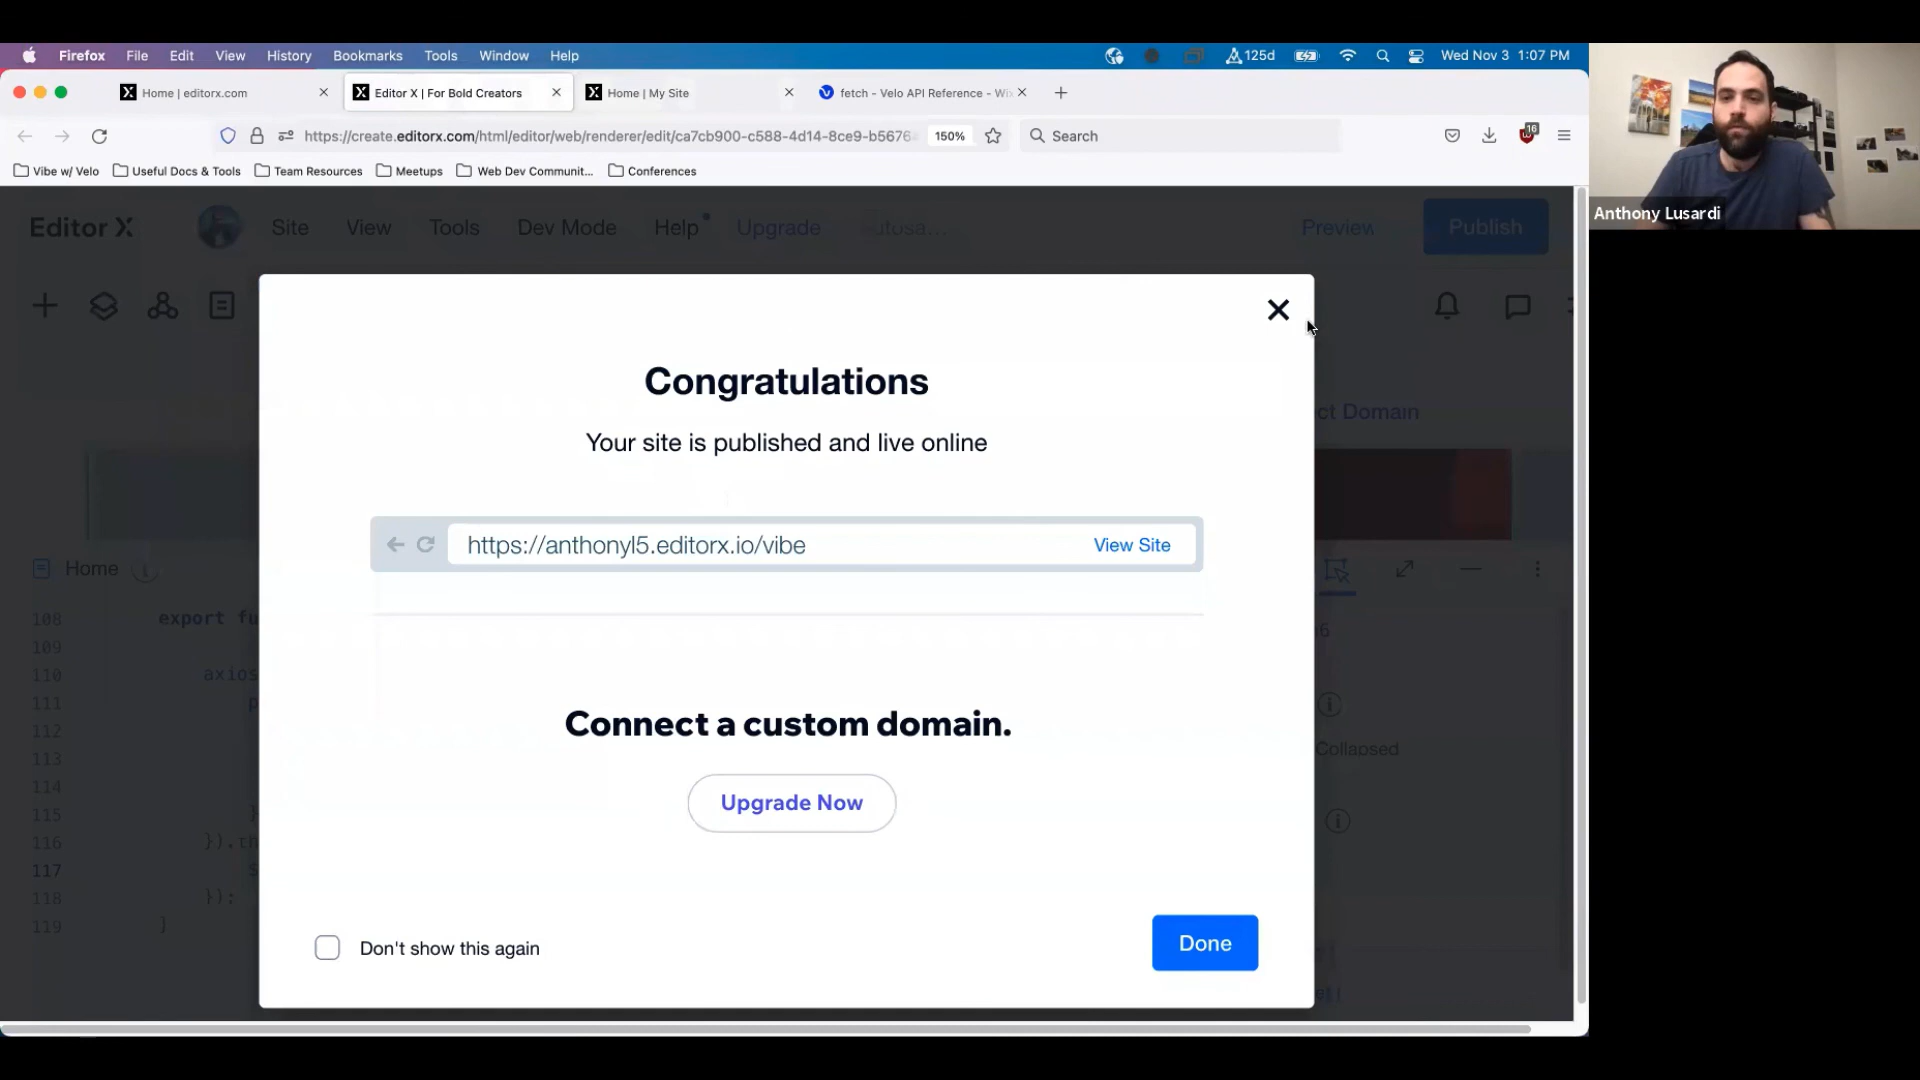 Firefox File Edit View History Bookmarks Tools Window Help 125d Wed Nov 3 1:07 PM
Home | editorx.com Editor X | For Bold Creators Home | My Site fetch - Velo API Reference - Wix
https://create.editorx.com/html/editor/web/renderer/edit/ca7cb900-c588-4d14-8ce9-b5676 150% Search 16
Vibe w/ Velo Useful Docs & Tools Team Resources Meetups Web Dev Communit... Conferences
Anthony Lusardi
Editor X Site View Tools Dev Mode Help Upgrade Preview Publish
Congratulations
ct Domain
Your site is published and live online
https://anthonyl5.editorx.io/vibe View Site
Home
108 export fu
109
110 axios
111 p
112
113
114
115 }
116 }).th
117
118 });
119 }
Connect a custom domain.
Collapsed
Upgrade Now
Don't show this again
Done